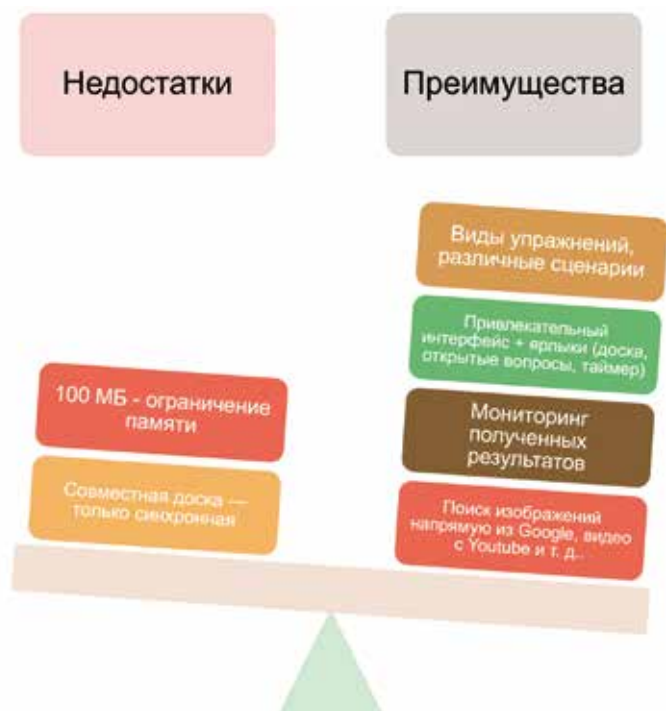 Недостатки
Преимущества
Виды упражнений,
различные сценарии
Привлекательный
интерфейс + ярлыки (доска,
открытые вопросы, таймер)
100 МБ - ограничение
памяти
Мониторинг
полученных
результатов
Совместная доска —
только синхронная
Поиск изображений
напрямую из Google, видео
с Youtube и т. д..